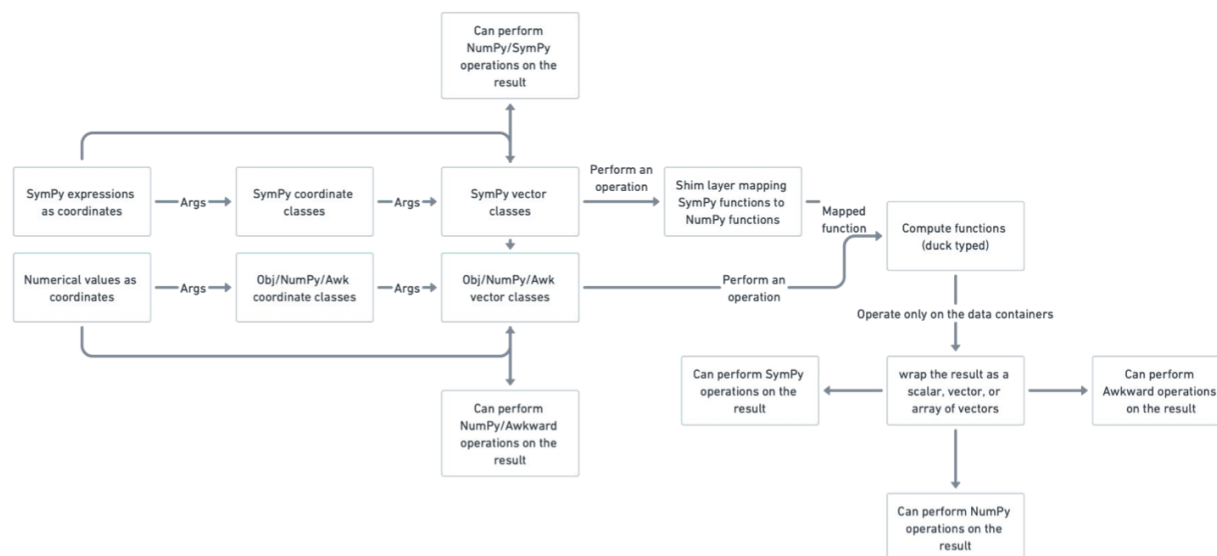 Can perform
NumPy/SymPy
operations on the
result
SymPy expressions
as coordinates
Args
SymPy coordinate
classes
Args
SymPy vector
classes
Perform an
operation
Shim layer mapping
SymPy functions to
NumPy functions
Mapped
function
Compute functions
(duck typed)
Numerical values as
coordinates
Args
Obj/NumPy/Awk
coordinate classes
Args
Obj/NumPy/Awk
vector classes
Perform an
operation
Operate only on the data containers
Can perform SymPy
operations on the
result
wrap the result as a
scalar, vector, or
array of vectors
Can perform
Awkward operations
on the result
Can perform
NumPy/Awkward
operations on the
result
Can perform NumPy
operations on the
result